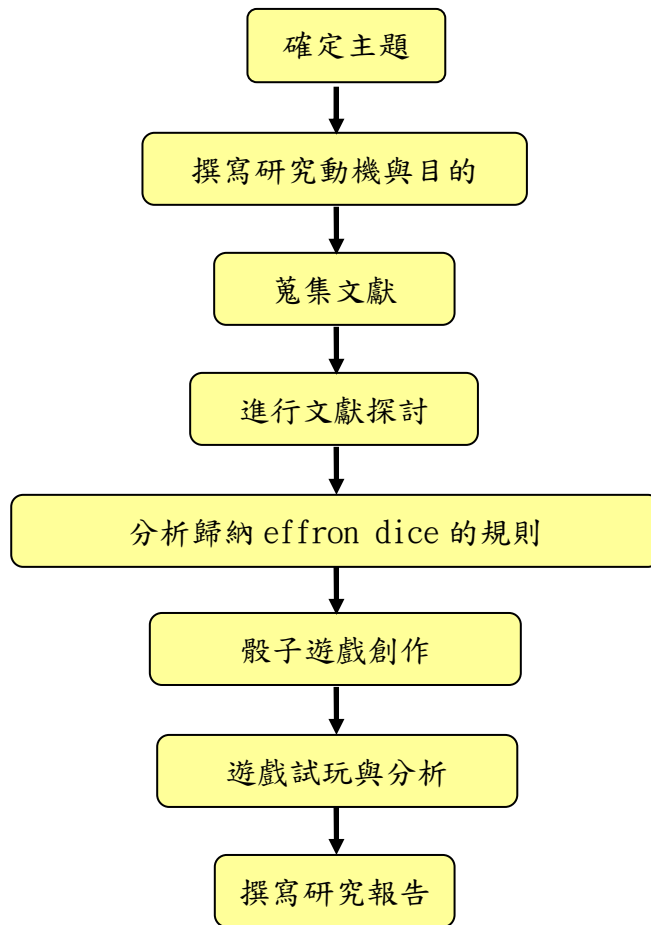 確定主題
撰寫研究動機與目的
蒐集文獻
進行文獻探討
分析歸納 effron dice 的規則
骰子遊戲創作
遊戲試玩與分析
撰寫研究報告